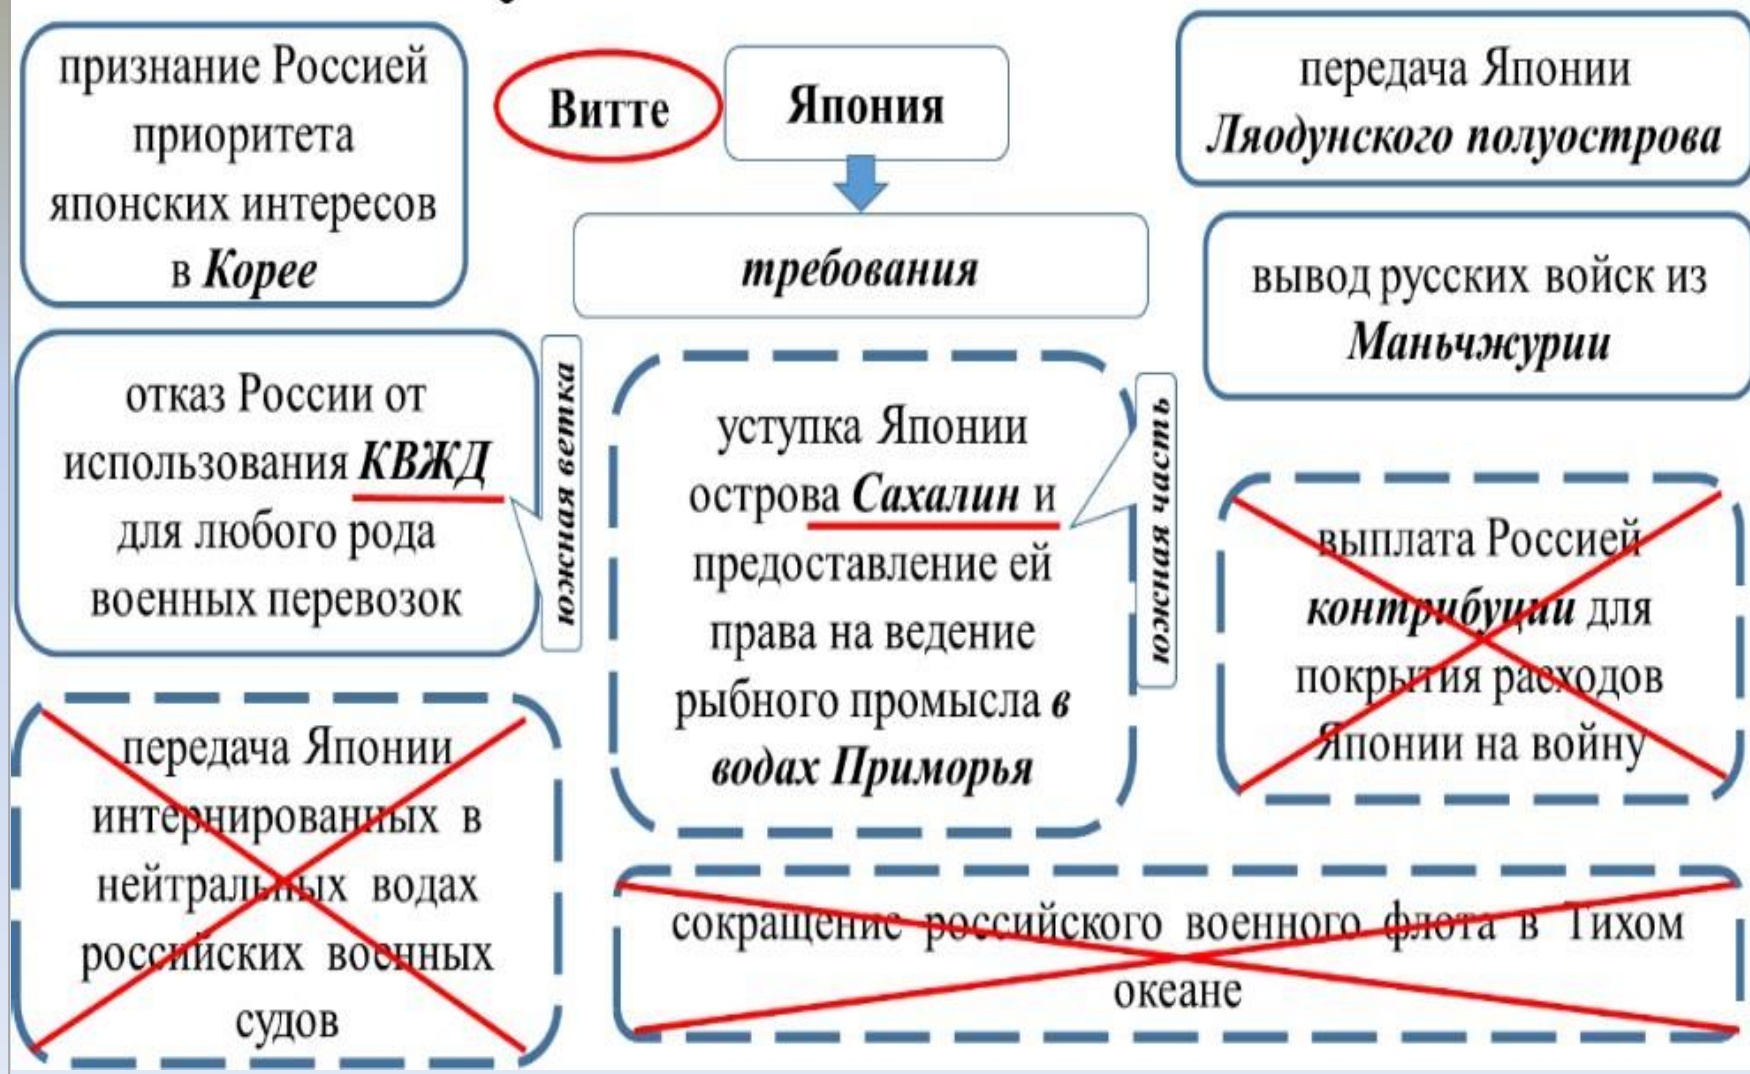 признание Россией
приоритета
японских интересов
в Корее
Витте
Япония
требования
передача Японии
Ляодунского полуострова
вывод русских войск из
Маньчжурии
отказ России от
использования КВЖД
для любого рода
военных перевозок
южная ветка
уступка Японии
острова Сахалин и
предоставление ей
права на ведение
рыбного промысла в
водах Приморья
южная часть
выплата Россией
контрибуции для
покрытия расходов
Японии на войну
передача Японии
интернированных в
нейтральных водах
российских военных
судов
сокращение российского военного флота в Тихом
океане